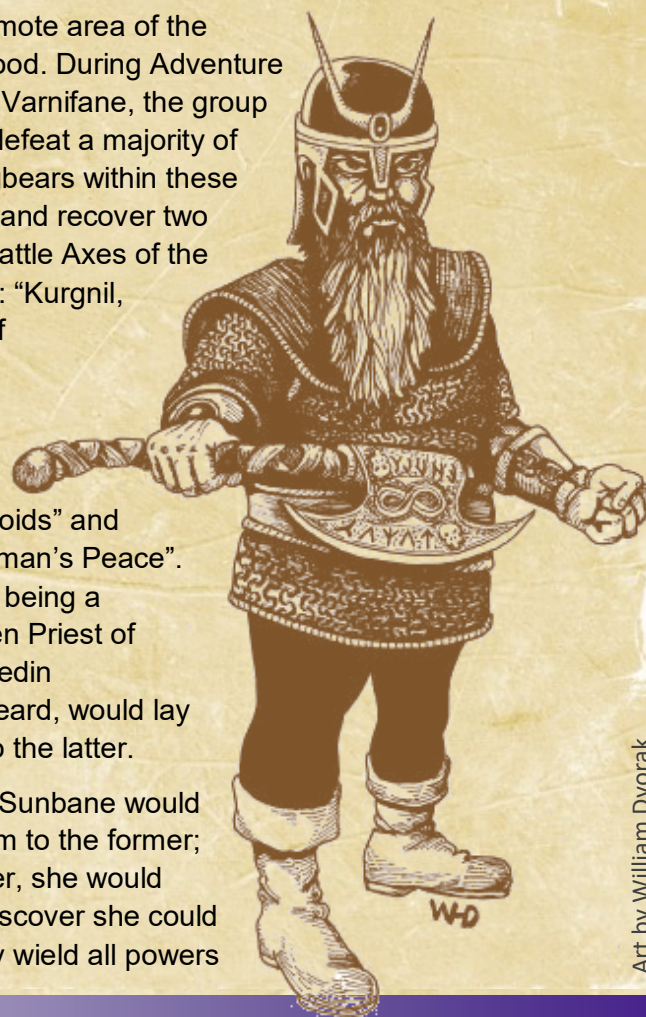 mote area of the
ood. During Adventure
Varnifane, the group
defeat a majority of
bears within these
and recover two
attle Axes of the
: “Kurgnil,
f
oids” and
man’s Peace”.
being a
en Priest of
edin
eard, would lay
o the latter.
Sunbane would
m to the former;
er, she would
scover she could
y wield all powers
WHD
Art by William Dvorak